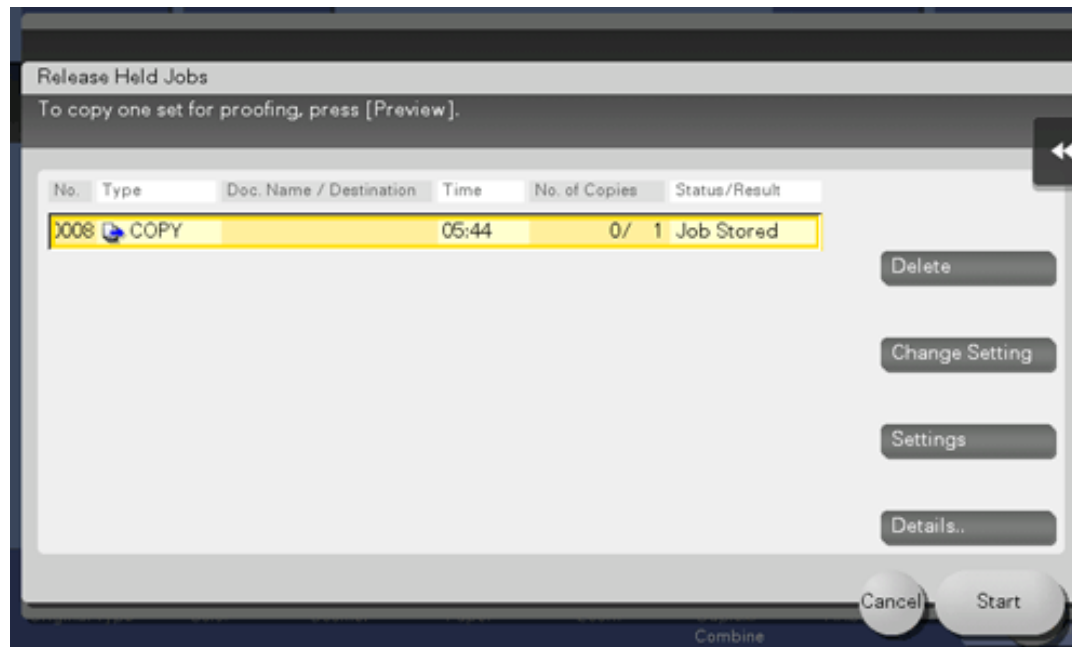 Release Held Jobs
To copy one set for proofing, press [Preview].
No. Type Doc. Name / Destination Time No. of Copies Status/Result
0008 COPY 05:44 0/ 1 Job Stored
Delete
Change Setting
Settings
Details..
Cancel Start
Combine